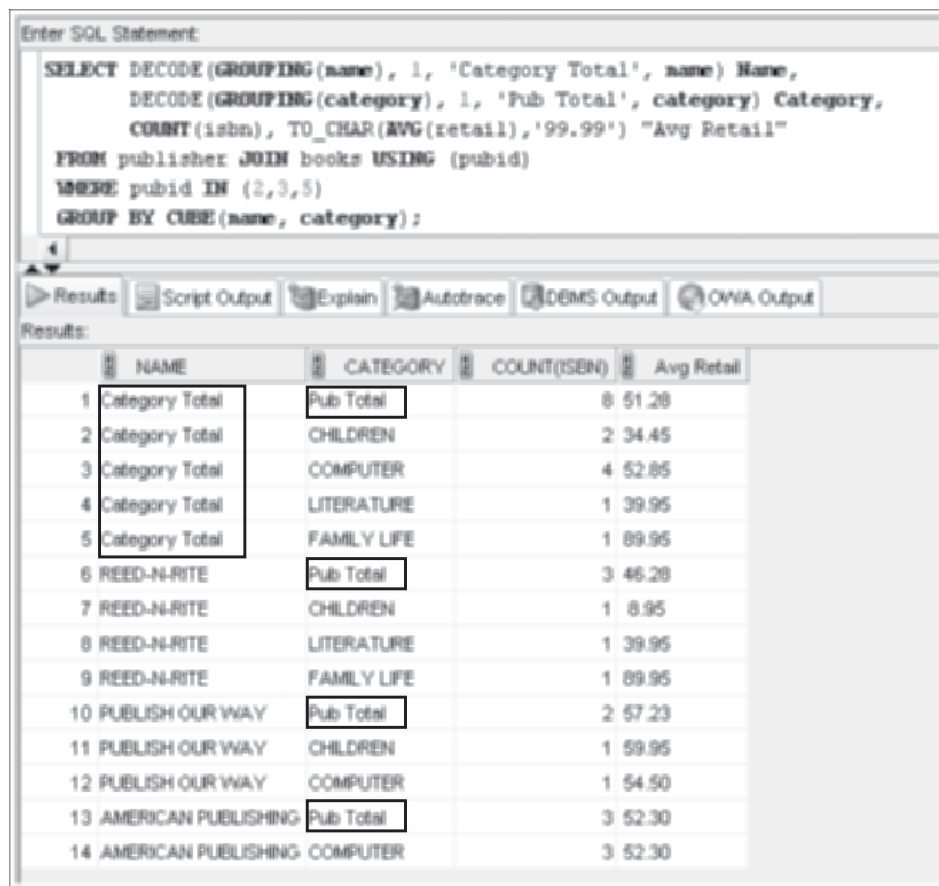 Enter SQL Statement:
SELECT DECODE(GROUPING(name), 1, 'Category Total', name) Name,
DECODE(GROUPING(category), 1, 'Pub Total', category) Category,
COUNT(isbn), TO_CHAR(AVG(retail),'99.99') "Avg Retail"
FROM publisher JOIN books USING (pubid)
WHERE pubid IN (2,3,5)
GROUP BY CUBE(name, category);
Results Script Output Explain Autotrace DBMS Output OWA Output
Results:
NAME CATEGORY COUNT(ISBN) Avg Retail
1 Category Total Pub Total 8 51.28
2 Category Total CHILDREN 2 34.45
3 Category Total COMPUTER 4 52.85
4 Category Total LITERATURE 1 39.95
5 Category Total FAMILY LIFE 1 89.95
6 REED-N-RITE Pub Total 3 46.28
7 REED-N-RITE CHILDREN 1 8.95
8 REED-N-RITE LITERATURE 1 39.95
9 REED-N-RITE FAMILY LIFE 1 89.95
10 PUBLISH OUR WAY Pub Total 2 57.23
11 PUBLISH OUR WAY CHILDREN 1 59.95
12 PUBLISH OUR WAY COMPUTER 1 54.50
13 AMERICAN PUBLISHING Pub Total 3 52.30
14 AMERICAN PUBLISHING COMPUTER 3 52.30